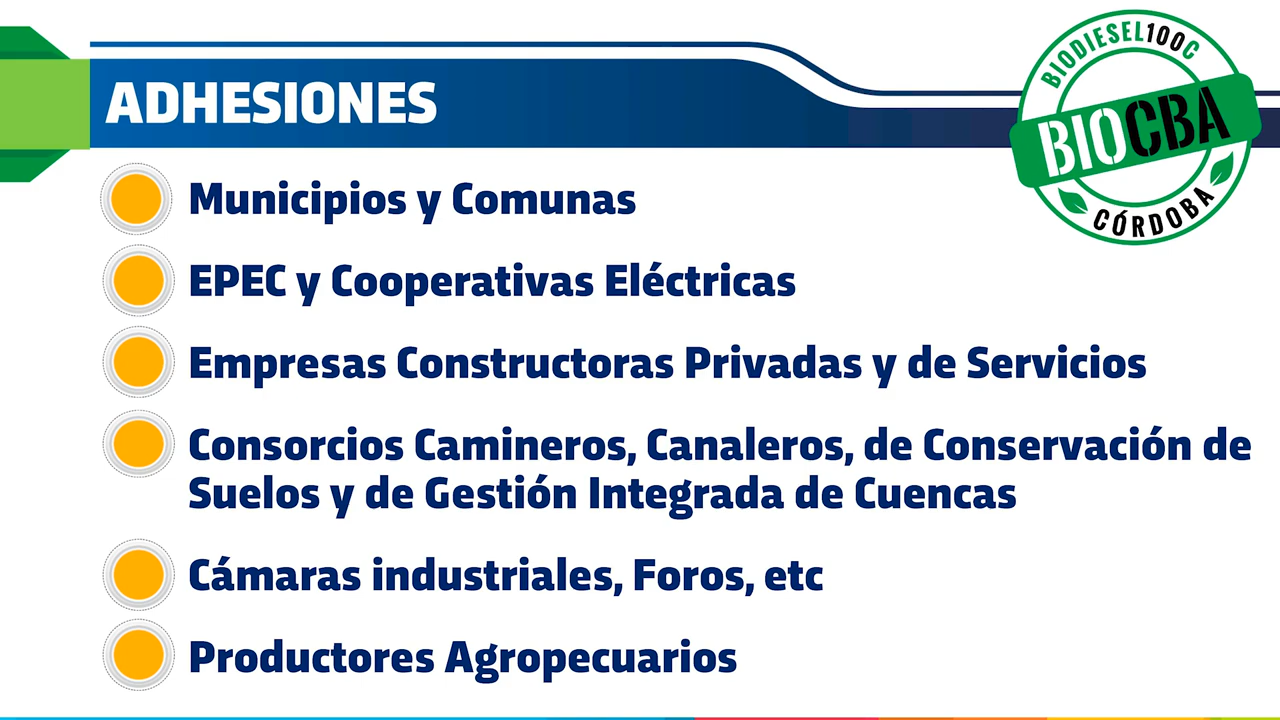 ADHESIONES
BIODIESEL100C
BIOCBA
CÓRDOBA
Municipios y Comunas
EPEC y Cooperativas Eléctricas
Empresas Constructoras Privadas y de Servicios
Consorcios Camineros, Canaleros, de Conservación de
Suelos y de Gestión Integrada de Cuencas
Cámaras industriales, Foros, etc
Productores Agropecuarios